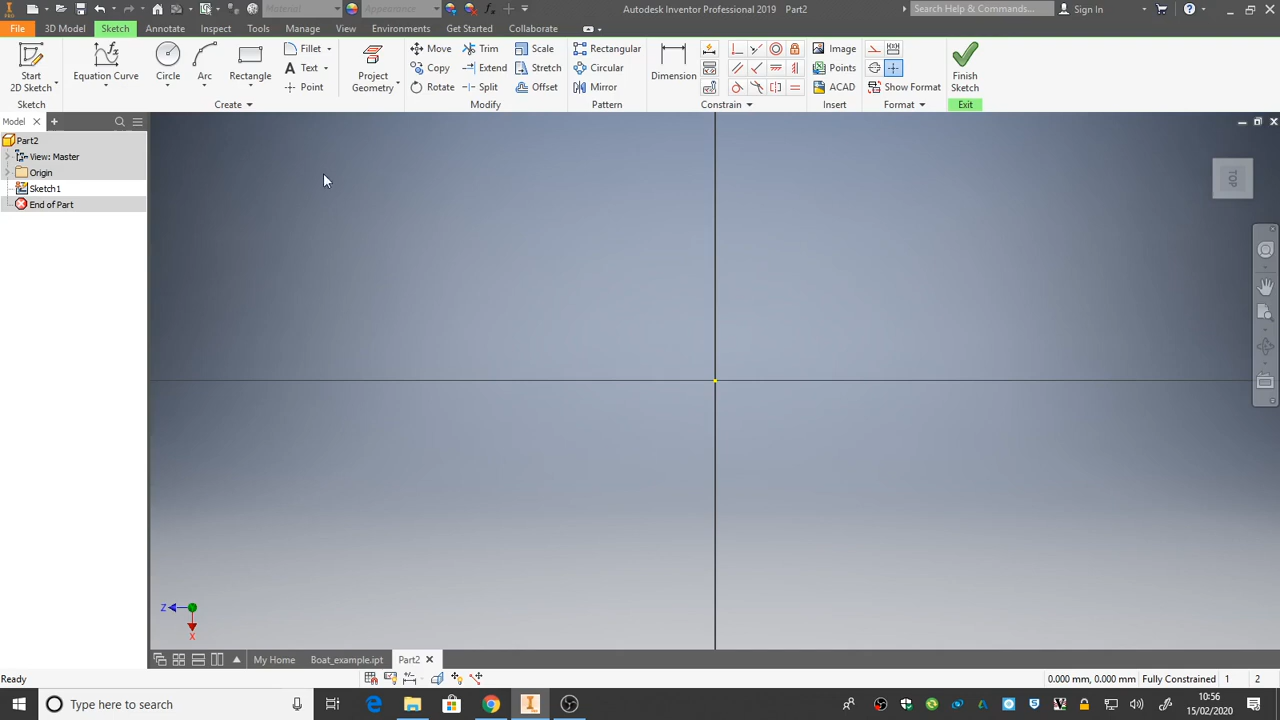 Material
Appearance
Autodesk Inventor Professional 2019 Part2
Search Help & Commands...
Sign In
File 3D Model Sketch Annotate Inspect Tools Manage View Environments Get Started Collaborate
Start 2D Sketch
Equation Curve
Circle
Arc
Rectangle
Fillet
Text
Point
Project Geometry
Move
Copy
Rotate
Trim
Extend
Split
Scale
Stretch
Offset
Rectangular
Circular
Mirror
Dimension
Image
Points
ACAD
Show Format
Finish Sketch
Sketch Create Modify Pattern Constrain Insert Format Exit
Model
Part2
View: Master
Origin
Sketch1
End of Part
TOP
Z
X
My Home Boat_example.ipt Part2
Ready
0.000 mm, 0.000 mm Fully Constrained 1 2
Type here to search
10:56
15/02/2020